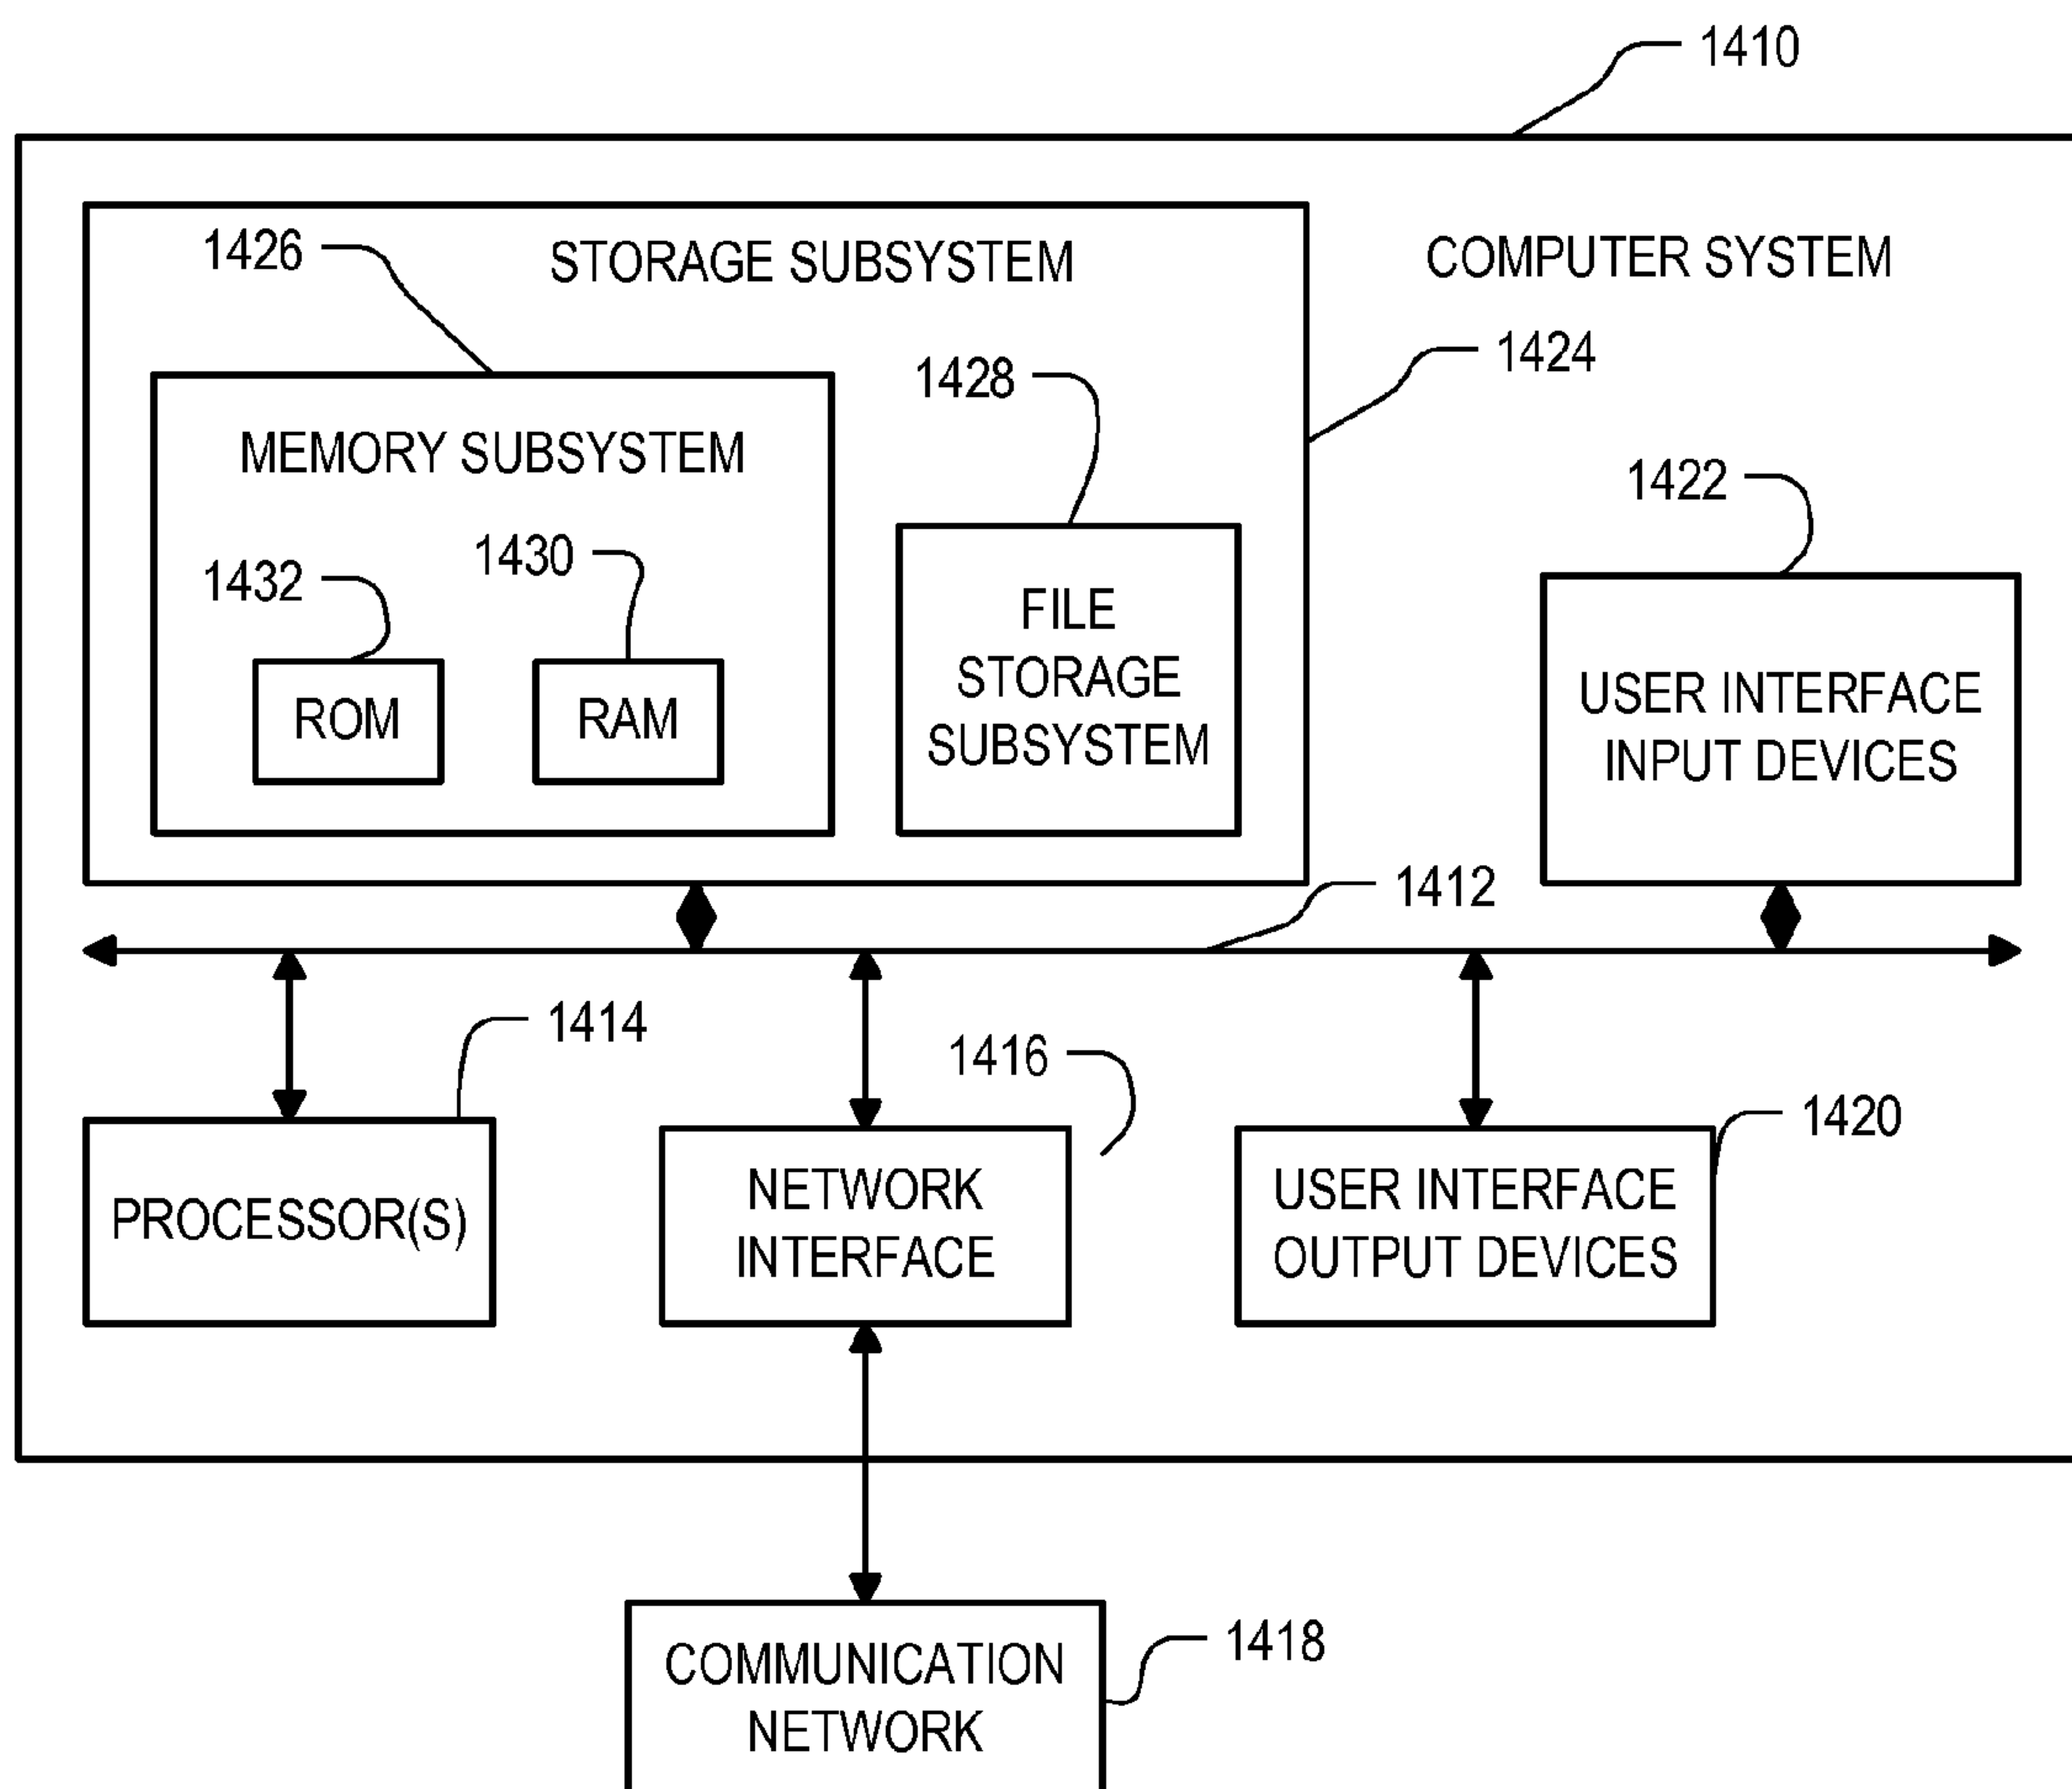 1410
1426
STORAGE SUBSYSTEM
COMPUTER SYSTEM
1424
1428
MEMORY SUBSYSTEM
1422
1430
1432
FILE
STORAGE
SUBSYSTEM
ROM
RAM
USER INTERFACE
INPUT DEVICES
1412
1414
1416
1420
PROCESSOR(S)
NETWORK
INTERFACE
USER INTERFACE
OUTPUT DEVICES
1418
COMMUNICATION
NETWORK